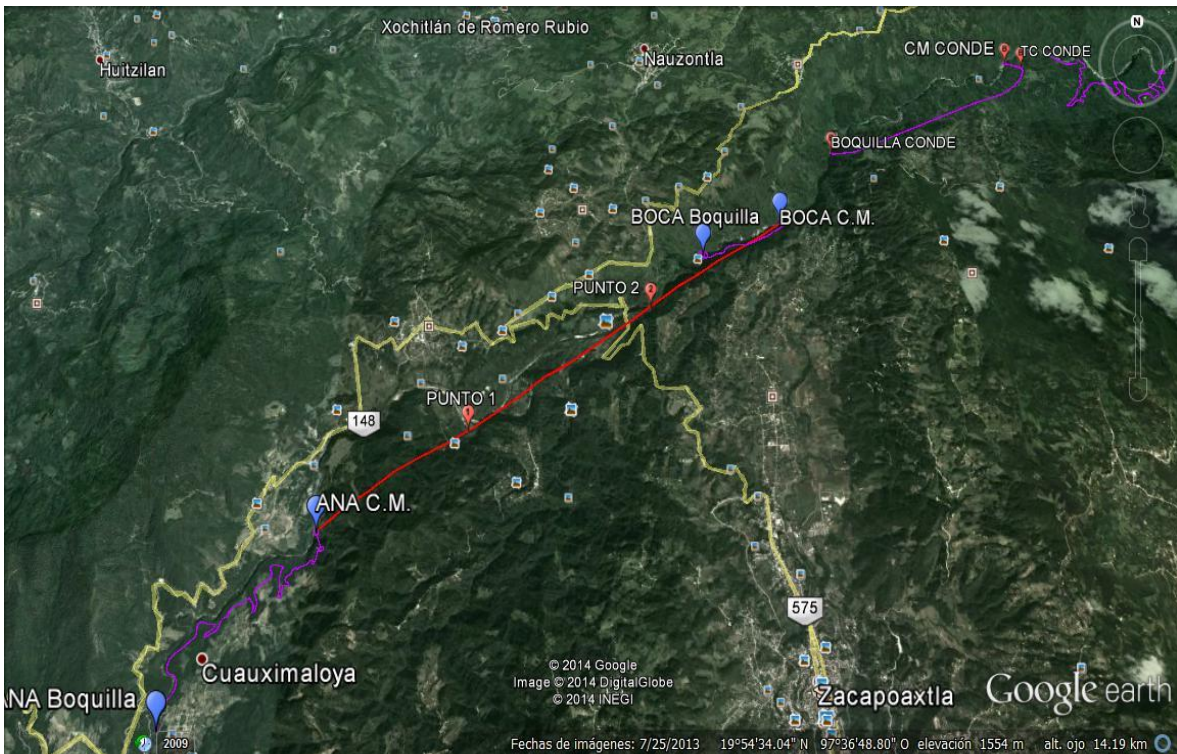 Xochitlán de Romero Rubio
Huitzilan
Nauzontla
N
CM CONDE
TC CONDE
BOQUILLA CONDE
BOCA Boquilla
BOCA C.M.
PUNTO 2
2
PUNTO 1
1
148
ANA C.M.
575
Cuauximaloya
ANA Boquilla
2009
Zacapoaxtla
© 2014 Google
Image © 2014 DigitalGlobe
© 2014 INEGI
Google earth
Fechas de imágenes: 7/25/2013 19°54'34.04" N 97°36'48.80" O elevación 1554 m alt. ojo 14.19 km